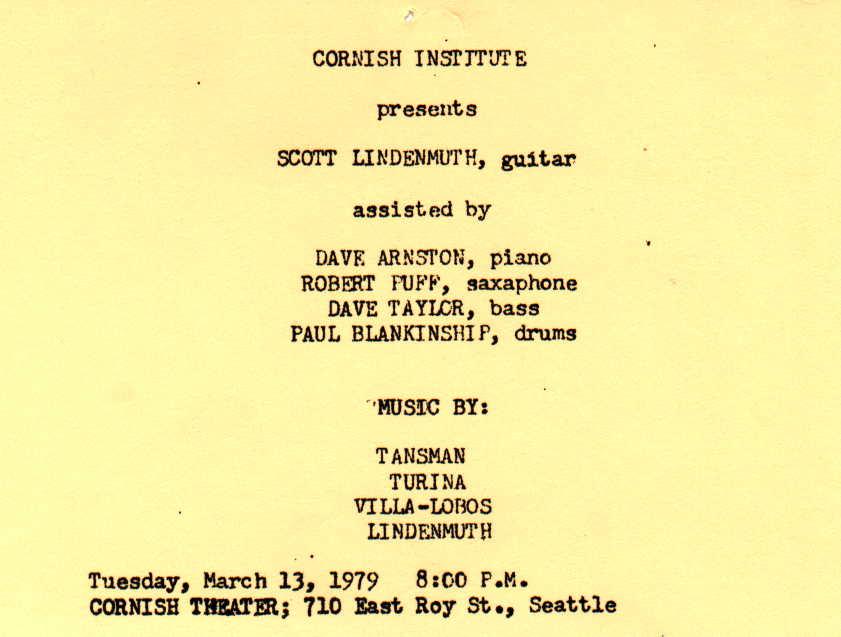 CORNISH INSTITUTE
presents
SCOTT LINDENMUTH, guitar
assisted by
DAVE ARNSTON, piano
ROBERT PUFF, saxaphone
DAVE TAYLOR, bass
PAUL BLANKINSHIP, drums
MUSIC BY:
TANSMAN
TURINA
VILLA-LOBOS
LINDENMUTH
Tuesday, March 13, 1979 8:00 P.M.
CORNISH THEATER; 710 East Roy St., Seattle